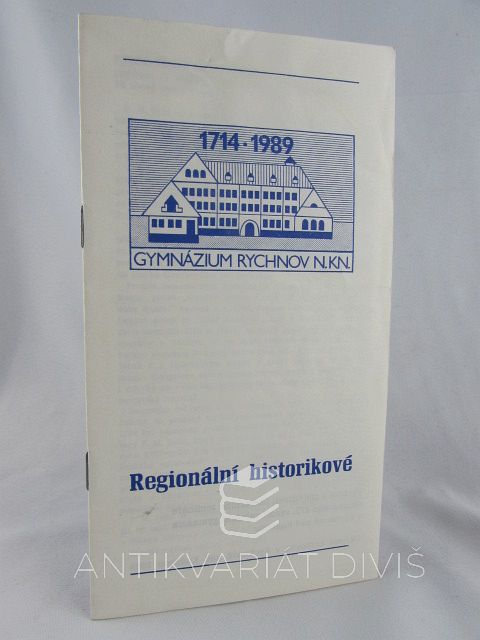 1714 · 1989
GYMNÁZIUM RYCHNOV N.KN.
Regionální historikové
ANTIKVARIÁT DIVIŠ